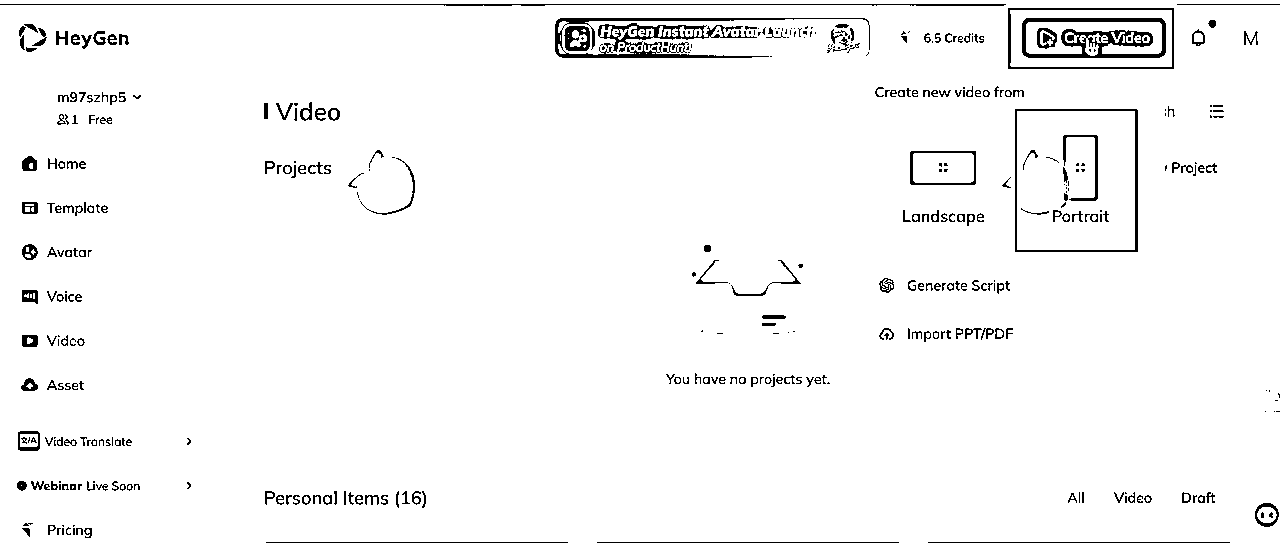 HeyGen
HeyGen Instant Avatar Launch
on ProductHunt!
6.5 Credits
Create Video
M
m97szhp5
1 Free
Home
Template
Avatar
Voice
Video
Asset
Video Translate
Webinar Live Soon
Pricing
Video
Projects
Create new video from
Landscape
Portrait
Generate Script
Import PPT/PDF
Project
You have no projects yet.
Personal Items (16)
All Video Draft